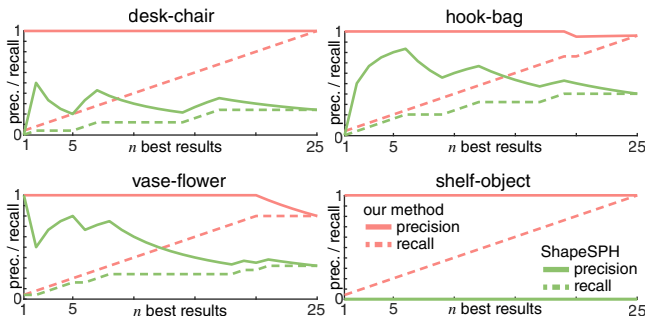 desk-chair
hook-bag
1
prec. / recall
0
1
5
n best results
25
1
prec. / recall
0
1
5
n best results
25
vase-flower
shelf-object
1
prec. / recall
0
1
5
n best results
25
1
prec. / recall
0
1
5
n best results
25
our method
precision
recall
ShapeSPH
precision
recall